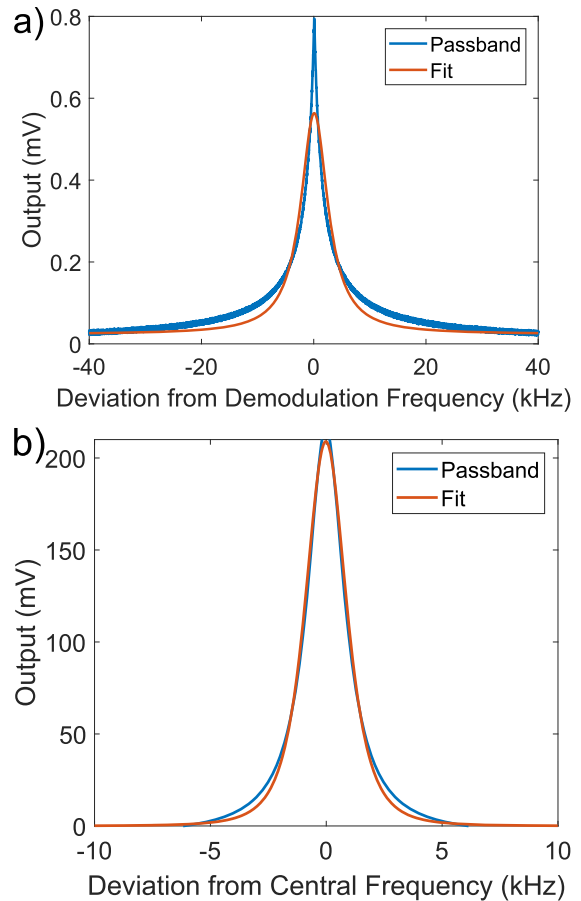 a)
0.8
0.6
0.4
0.2
0
Output (mV)
Passband
Fit
-40 -20 0 20 40
Deviation from Demodulation Frequency (kHz)
b)
200
150
100
50
0
Output (mV)
Passband
Fit
-10 -5 0 5 10
Deviation from Central Frequency (kHz)